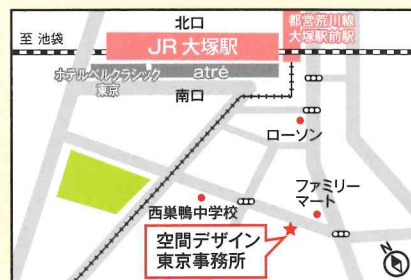 北口
都営荒川線
大塚駅前駅
至 池袋
JR 大塚駅
ホテルベルクラシック
東京
atré
南口
ローソン
西巣鴨中学校
ファミリー
マート
空間デザイン
東京事務所